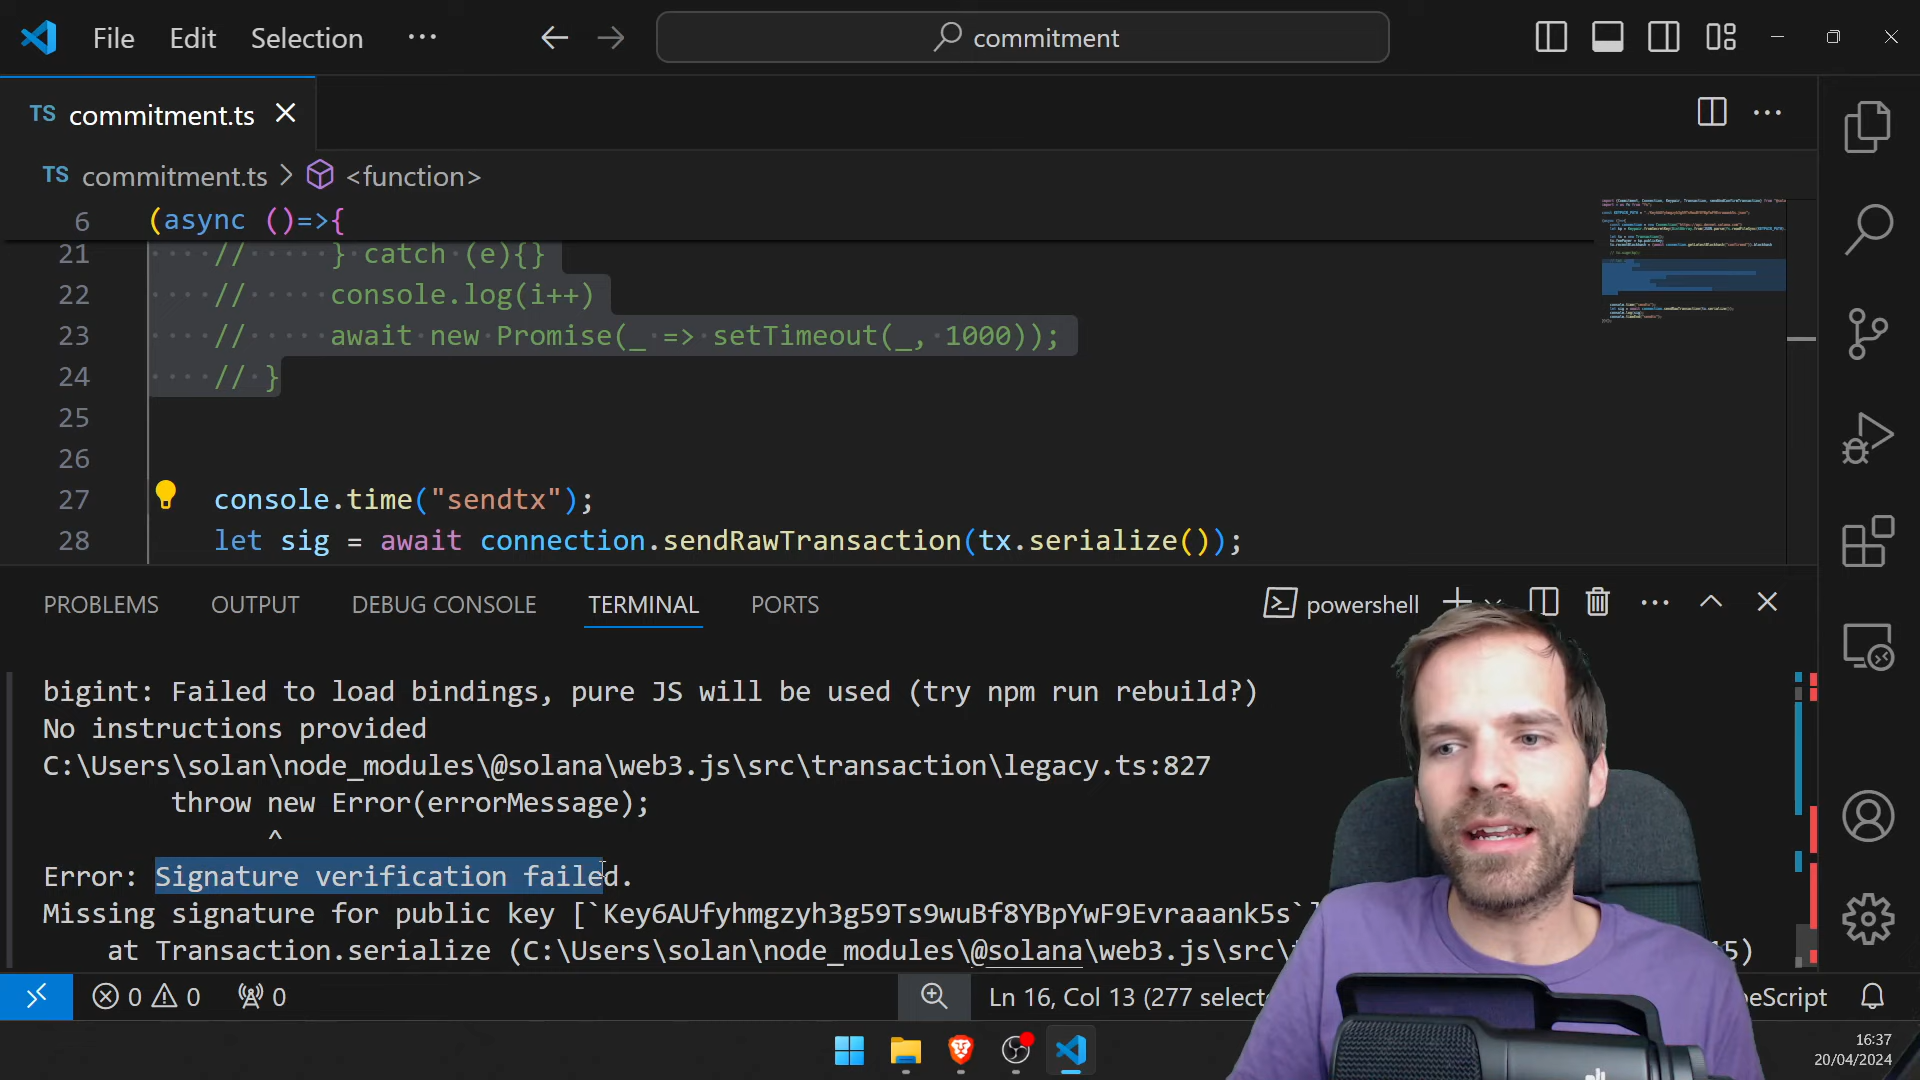 File Edit Selection ··· commitment
TS commitment.ts
TS commitment.ts > <function>
6 (async ()=>{
21 // } catch (e){}
22 // console.log(i++)
23 // await new Promise(_ => setTimeout(_, 1000));
24 // }
25
26
27 console.time("sendtx");
28 let sig = await connection.sendRawTransaction(tx.serialize());
PROBLEMS OUTPUT DEBUG CONSOLE TERMINAL PORTS powershell
bigint: Failed to load bindings, pure JS will be used (try npm run rebuild?)
No instructions provided
C:\Users\solan\node_modules\@solana\web3.js\src\transaction\legacy.ts:827
throw new Error(errorMessage);
^
Error: Signature verification failed.
Missing signature for public key [`Key6AUfyhmgzyh3g59Ts9wuBf8YBpYwF9Evraaank5s`]
at Transaction.serialize (C:\Users\solan\node_modules\@solana\web3.js\src\ 15)
0 0 0 Ln 16, Col 13 (277 selecte peScript
16:37
20/04/2024